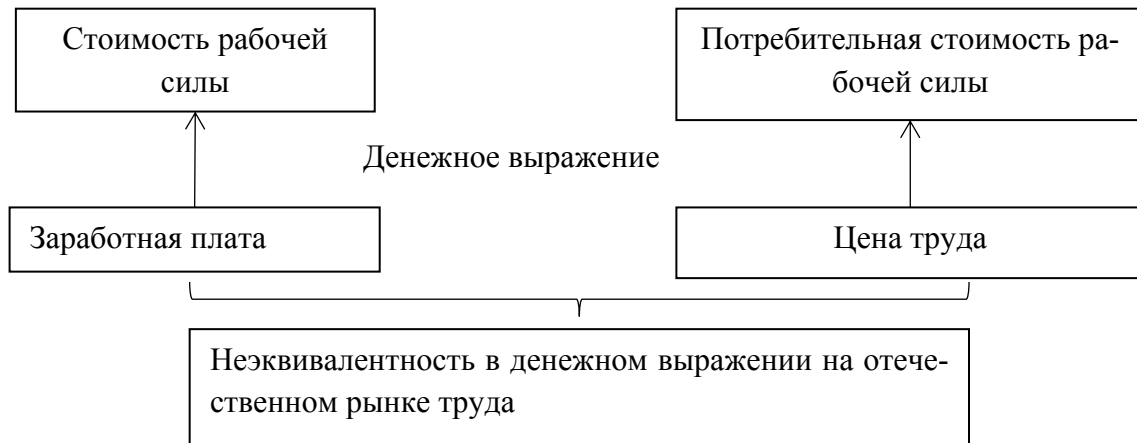 Стоимость рабочей
силы
Потребительная стоимость ра-
бочей силы
Денежное выражение
Заработная плата
Цена труда
Неэквивалентность в денежном выражении на отече-
ственном рынке труда